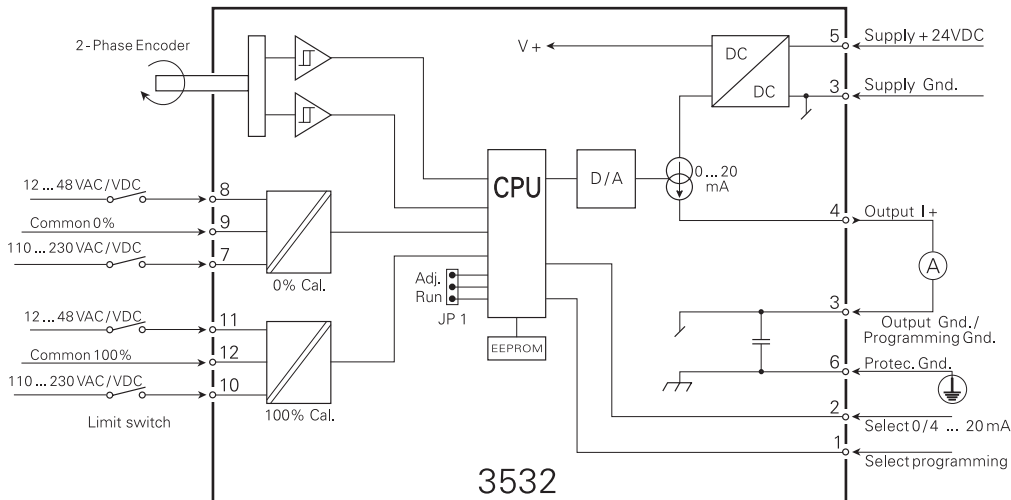 2-Phase Encoder
V +
DC
DC
5
Supply + 24VDC
3
Supply Gnd.
12 ... 48 VAC/VDC
8
Common 0%
9
110 ... 230 VAC/VDC
7
0% Cal.
CPU
D/A
0 ... 20
mA
4
Output I +
A
Adj.
Run
JP 1
EEPROM
12 ... 48 VAC/VDC
11
Common 100%
12
110 ... 230 VAC/VDC
10
100% Cal.
Limit switch
3
Output Gnd./
Programming Gnd.
6
Protec. Gnd.
2
Select 0/4 ... 20 mA
1
Select programming
3532